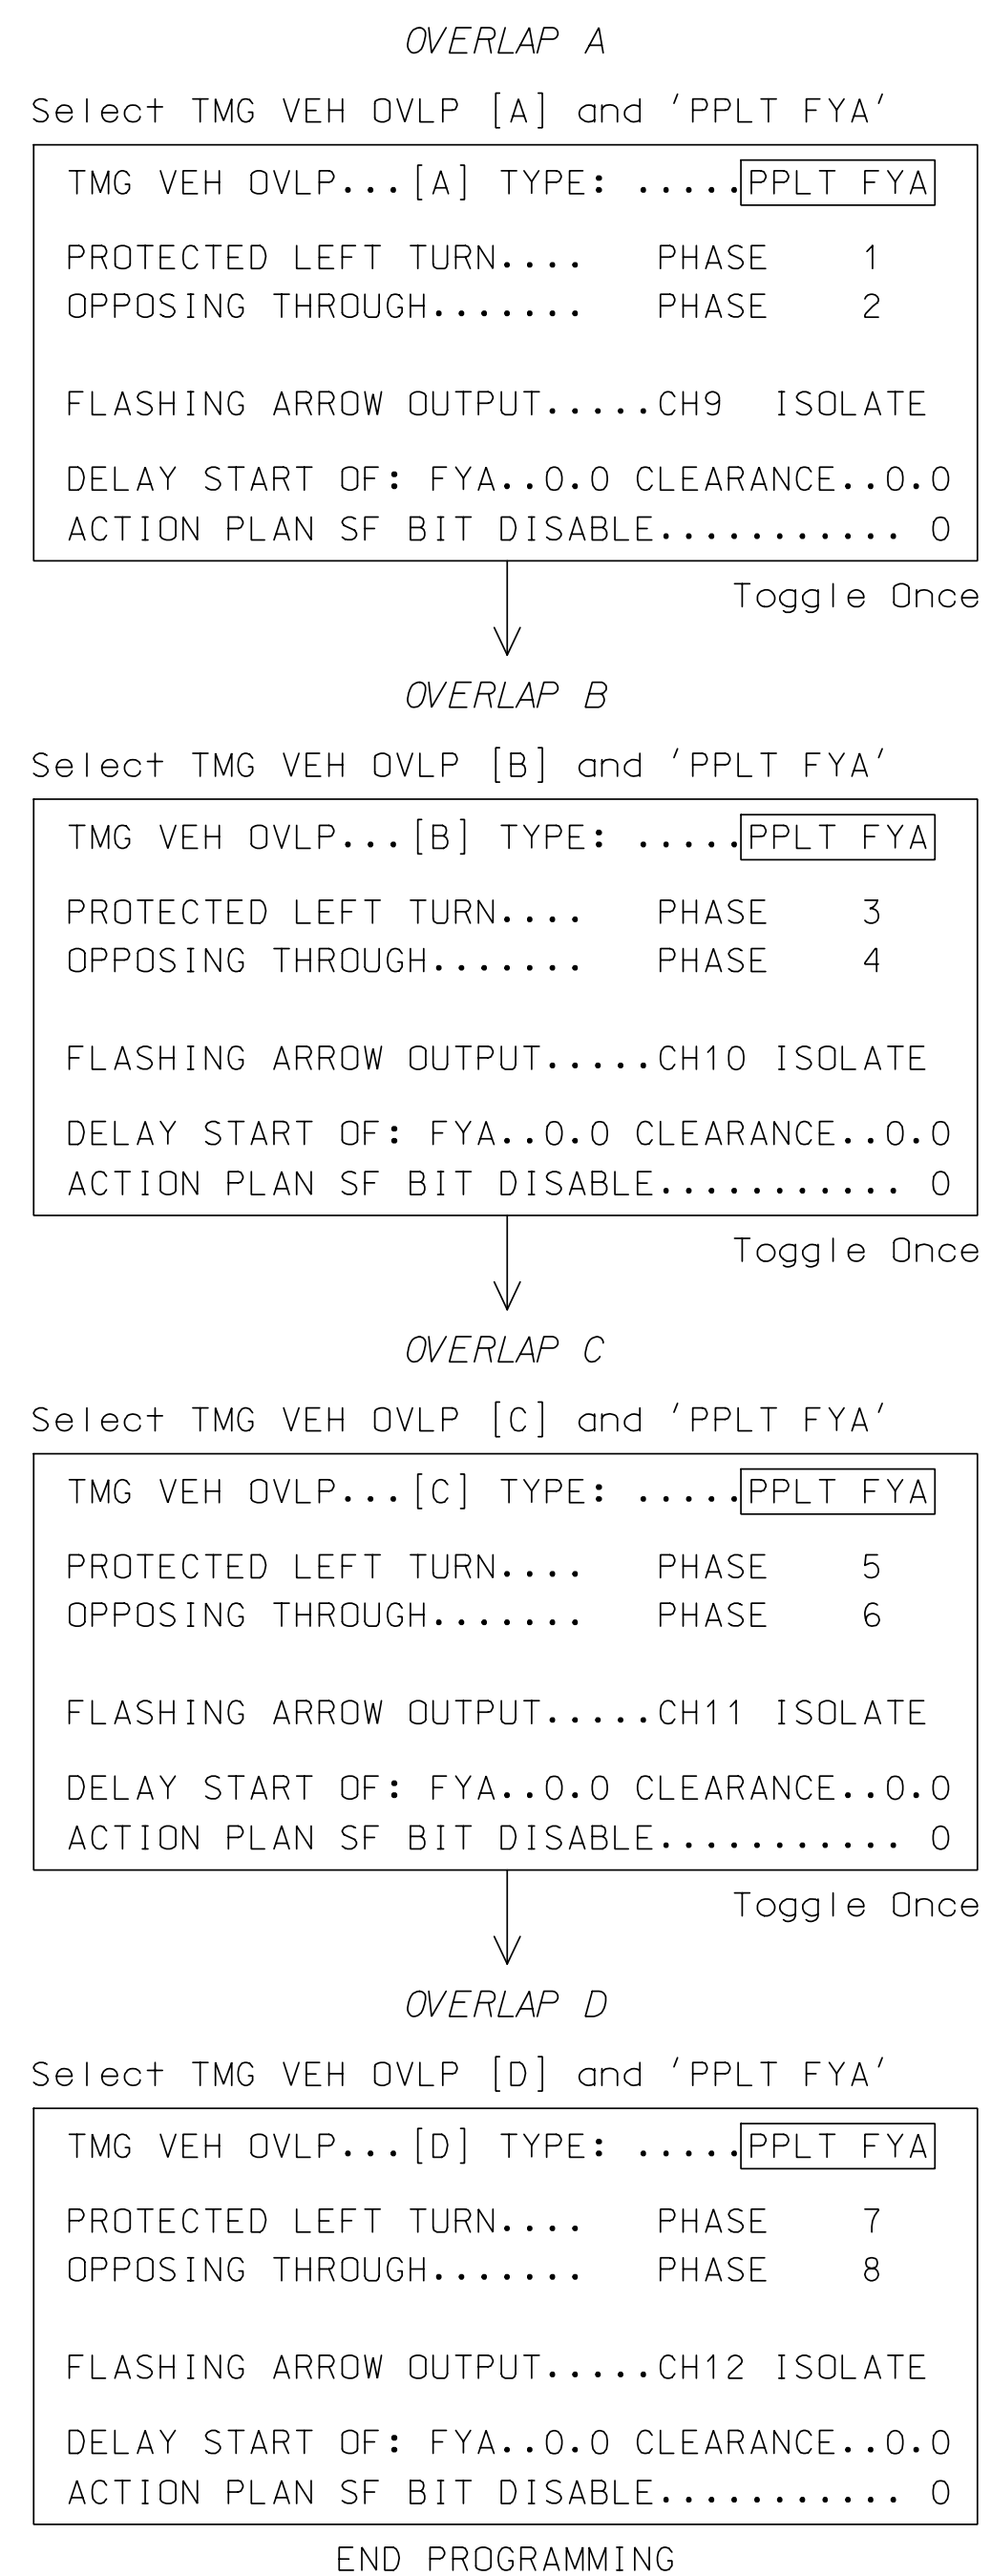 OVERLAP A
Select TMG VEH OVLP [A] and 'PPLT FYA'
TMG VEH OVLP...[A] TYPE: .....PPLT FYA
PROTECTED LEFT TURN.... PHASE 1
OPPOSING THROUGH....... PHASE 2
FLASHING ARROW OUTPUT.....CH9 ISOLATE
DELAY START OF: FYA..0.0 CLEARANCE..0.0
ACTION PLAN SF BIT DISABLE........... 0
Toggle Once
OVERLAP B
Select TMG VEH OVLP [B] and 'PPLT FYA'
TMG VEH OVLP...[B] TYPE: .....PPLT FYA
PROTECTED LEFT TURN.... PHASE 3
OPPOSING THROUGH....... PHASE 4
FLASHING ARROW OUTPUT.....CH10 ISOLATE
DELAY START OF: FYA..0.0 CLEARANCE..0.0
ACTION PLAN SF BIT DISABLE........... 0
Toggle Once
OVERLAP C
Select TMG VEH OVLP [C] and 'PPLT FYA'
TMG VEH OVLP...[C] TYPE: .....PPLT FYA
PROTECTED LEFT TURN.... PHASE 5
OPPOSING THROUGH....... PHASE 6
FLASHING ARROW OUTPUT.....CH11 ISOLATE
DELAY START OF: FYA..0.0 CLEARANCE..0.0
ACTION PLAN SF BIT DISABLE........... 0
Toggle Once
OVERLAP D
Select TMG VEH OVLP [D] and 'PPLT FYA'
TMG VEH OVLP...[D] TYPE: .....PPLT FYA
PROTECTED LEFT TURN.... PHASE 7
OPPOSING THROUGH....... PHASE 8
FLASHING ARROW OUTPUT.....CH12 ISOLATE
DELAY START OF: FYA..0.0 CLEARANCE..0.0
ACTION PLAN SF BIT DISABLE........... 0
END PROGRAMMING